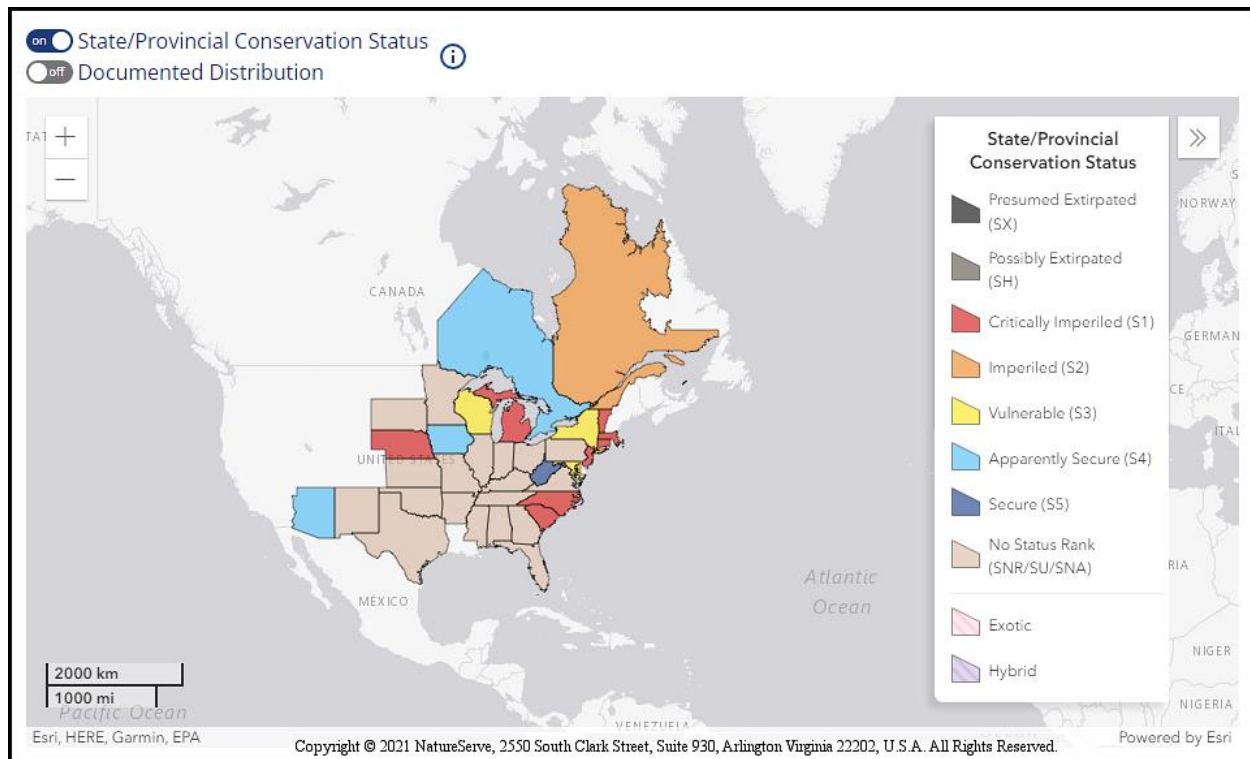 on State/Provincial Conservation Status
off Documented Distribution
i
+
−
State/Provincial
Conservation Status
Presumed Extirpated
(SX)
Possibly Extirpated
(SH)
Critically Imperiled (S1)
Imperiled (S2)
Vulnerable (S3)
Apparently Secure (S4)
Secure (S5)
No Status Rank
(SNR/SU/SNA)
Exotic
Hybrid
NORWAY
GERMAN
CE
ITAL
RIA
NIGER
NIGERIA
CANADA
UNITED STATES
MÉXICO
Atlantic
Ocean
VENEZUELA
2000 km
1000 mi
Pacific Ocean
Esri, HERE, Garmin, EPA
Copyright © 2021 NatureServe, 2550 South Clark Street, Suite 930, Arlington Virginia 22202, U.S.A. All Rights Reserved.
Powered by Esri